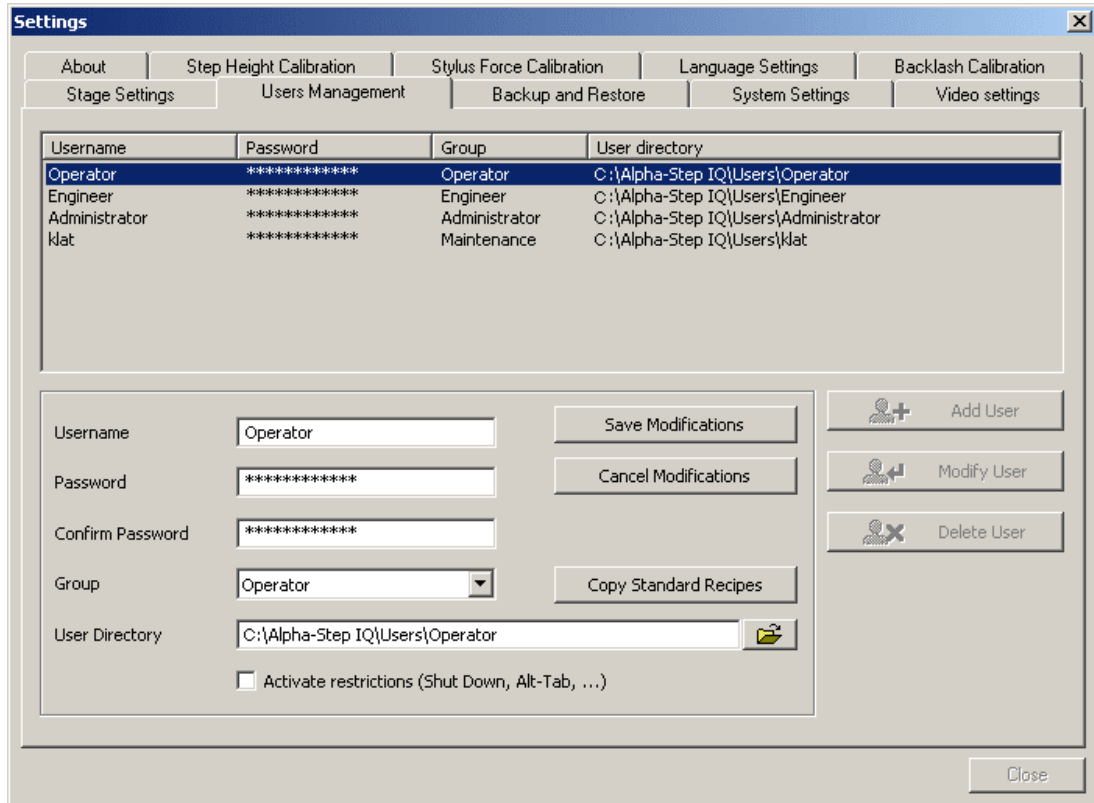 Settings
About Step Height Calibration Stylus Force Calibration Language Settings Backlash Calibration
Stage Settings Users Management Backup and Restore System Settings Video settings
Username Password Group User directory
Operator ************ Operator C:\Alpha-Step IQ\Users\Operator
Engineer ************ Engineer C:\Alpha-Step IQ\Users\Engineer
Administrator ************ Administrator C:\Alpha-Step IQ\Users\Administrator
klat ************ Maintenance C:\Alpha-Step IQ\Users\klat
Username Operator Save Modifications Add User
Password ************ Cancel Modifications Modify User
Confirm Password ************ Delete User
Group Operator Copy Standard Recipes
User Directory C:\Alpha-Step IQ\Users\Operator
Activate restrictions (Shut Down, Alt-Tab, ...)
Close